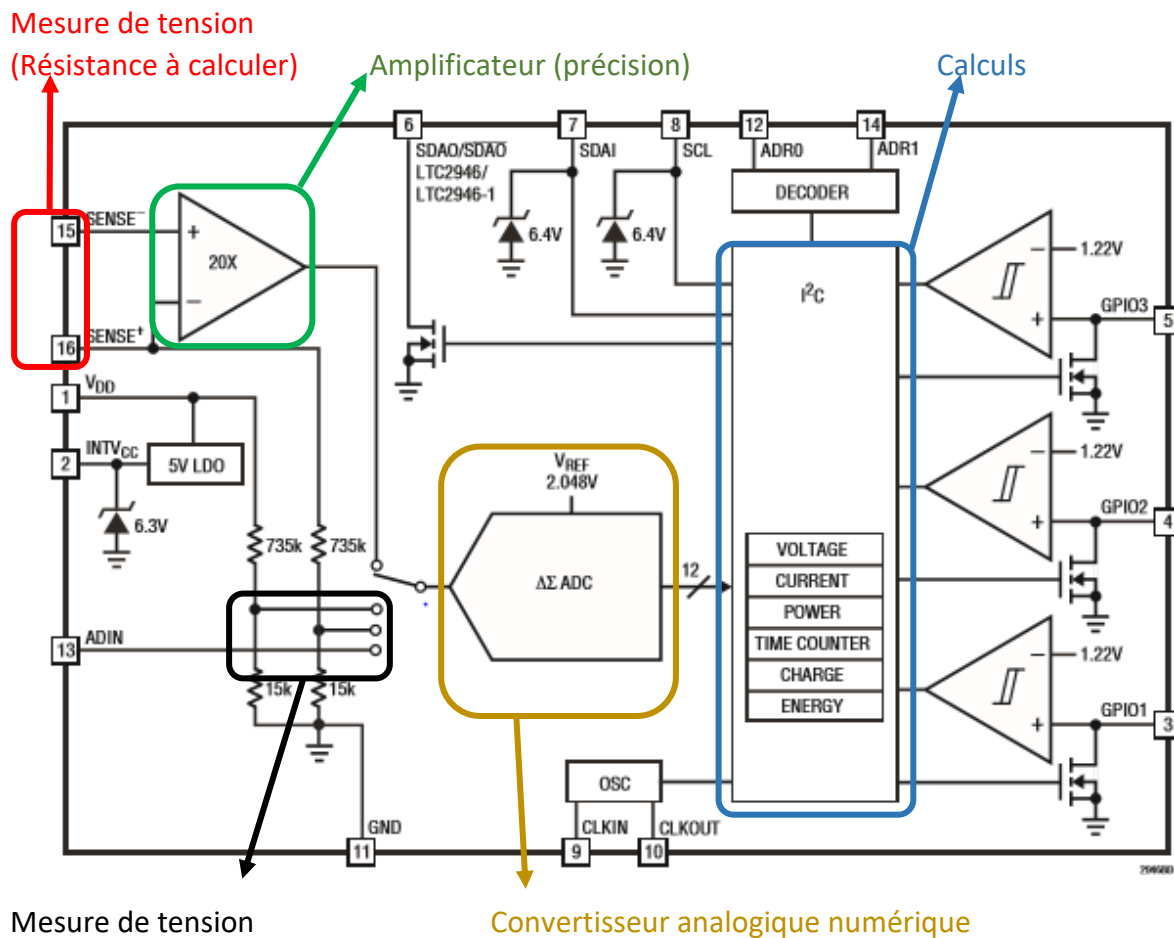 Mesure de tension
(Résistance à calculer)
Amplificateur (précision)
Calculs
6
7
8
12
14
SDAO/SDAO
LTC2946/
LTC2946-1
SDAI
SCL
ADR0
ADR1
DECODER
15
SENSE⁻
+
20X
−
6.4V
6.4V
I²C
−
1.22V
+
GPIO3
5
16
SENSE⁺
1
VDD
2
INTVCC
5V LDO
6.3V
735k
735k
VREF
2.048V
ΔΣ ADC
12
−
1.22V
+
GPIO2
4
VOLTAGE
CURRENT
POWER
TIME COUNTER
CHARGE
ENERGY
13
ADIN
15k
15k
−
1.22V
+
GPIO1
3
OSC
GND
CLKIN
CLKOUT
11
9
10
Mesure de tension
Convertisseur analogique numérique